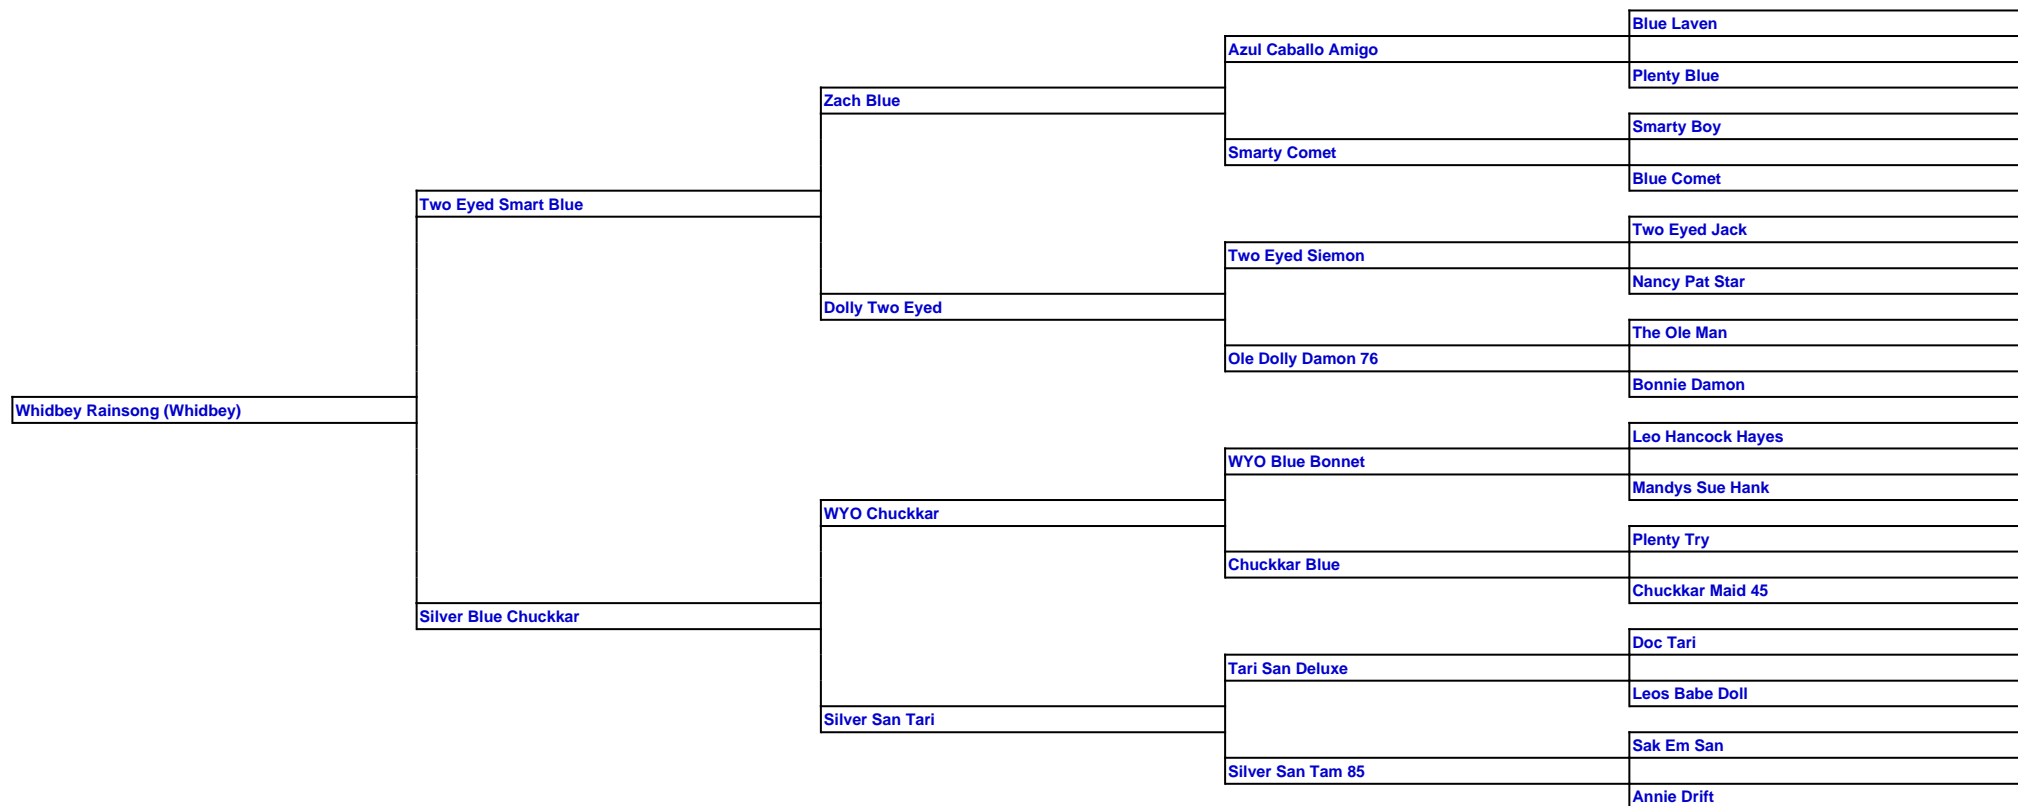 Blue Laven
Azul Caballo Amigo
Plenty Blue
Zach Blue
Smarty Boy
Smarty Comet
Blue Comet
Two Eyed Smart Blue
Two Eyed Jack
Two Eyed Siemon
Nancy Pat Star
Dolly Two Eyed
The Ole Man
Ole Dolly Damon 76
Bonnie Damon
Whidbey Rainsong (Whidbey)
Leo Hancock Hayes
WYO Blue Bonnet
Mandys Sue Hank
WYO Chuckkar
Plenty Try
Chuckkar Blue
Chuckkar Maid 45
Silver Blue Chuckkar
Doc Tari
Tari San Deluxe
Leos Babe Doll
Silver San Tari
Sak Em San
Silver San Tam 85
Annie Drift